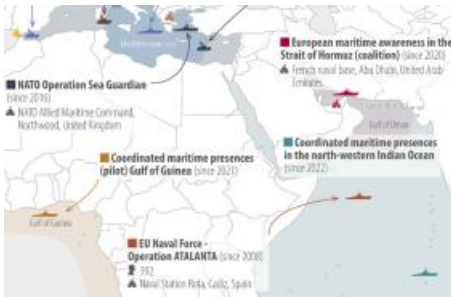 Mediterranean
European maritime awareness in the
Strait of Hormuz (coalition) (since 2020)
French naval base, Abu Dhabi, United Arab
Emirates
NATO Operation Sea Guardian
(since 2016)
NATO Allied Maritime Command,
Northwood, United Kingdom
Gulf of Oman
Coordinated maritime presences
in the north-western Indian Ocean
(since 2022)
Coordinated maritime presences
(pilot) Gulf of Guinea (since 2021)
Gulf of Guinea
EU Naval Force -
Operation ATALANTA (since 2008)
392
Naval Station Rota, Cadiz, Spain